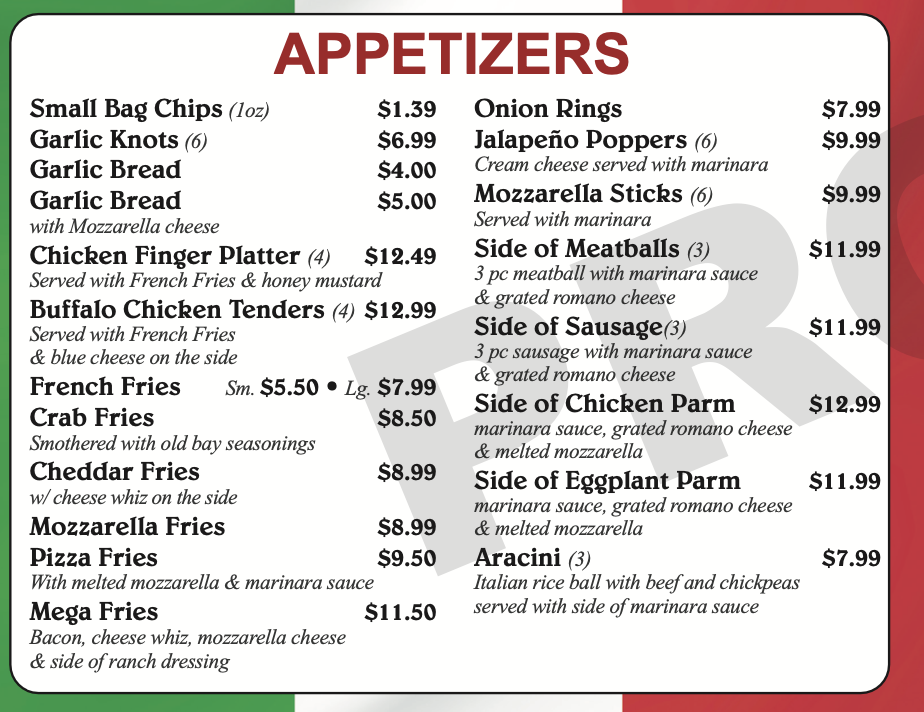 APPETIZERS
Small Bag Chips (1oz) $1.39
Garlic Knots (6) $6.99
Garlic Bread $4.00
Garlic Bread $5.00
with Mozzarella cheese
Chicken Finger Platter (4) $12.49
Served with French Fries & honey mustard
Buffalo Chicken Tenders (4) $12.99
Served with French Fries
& blue cheese on the side
French Fries Sm. $5.50 • Lg. $7.99
Crab Fries $8.50
Smothered with old bay seasonings
Cheddar Fries $8.99
w/ cheese whiz on the side
Mozzarella Fries $8.99
Pizza Fries $9.50
With melted mozzarella & marinara sauce
Mega Fries $11.50
Bacon, cheese whiz, mozzarella cheese
& side of ranch dressing
Onion Rings $7.99
Jalapeño Poppers (6) $9.99
Cream cheese served with marinara
Mozzarella Sticks (6) $9.99
Served with marinara
Side of Meatballs (3) $11.99
3 pc meatball with marinara sauce
& grated romano cheese
Side of Sausage(3) $11.99
3 pc sausage with marinara sauce
& grated romano cheese
Side of Chicken Parm $12.99
marinara sauce, grated romano cheese
& melted mozzarella
Side of Eggplant Parm $11.99
marinara sauce, grated romano cheese
& melted mozzarella
Aracini (3) $7.99
Italian rice ball with beef and chickpeas
served with side of marinara sauce
PRO